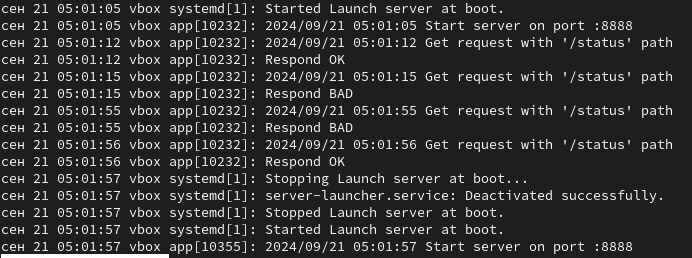 сен 21 05:01:05 vbox systemd[1]: Started Launch server at boot.
сен 21 05:01:05 vbox app[10232]: 2024/09/21 05:01:05 Start server on port :8888
сен 21 05:01:12 vbox app[10232]: 2024/09/21 05:01:12 Get request with '/status' path
сен 21 05:01:12 vbox app[10232]: Respond OK
сен 21 05:01:15 vbox app[10232]: 2024/09/21 05:01:15 Get request with '/status' path
сен 21 05:01:15 vbox app[10232]: Respond BAD
сен 21 05:01:55 vbox app[10232]: 2024/09/21 05:01:55 Get request with '/status' path
сен 21 05:01:55 vbox app[10232]: Respond BAD
сен 21 05:01:56 vbox app[10232]: 2024/09/21 05:01:56 Get request with '/status' path
сен 21 05:01:56 vbox app[10232]: Respond OK
сен 21 05:01:57 vbox systemd[1]: Stopping Launch server at boot...
сен 21 05:01:57 vbox systemd[1]: server-launcher.service: Deactivated successfully.
сен 21 05:01:57 vbox systemd[1]: Stopped Launch server at boot.
сен 21 05:01:57 vbox systemd[1]: Started Launch server at boot.
сен 21 05:01:57 vbox app[10355]: 2024/09/21 05:01:57 Start server on port :8888